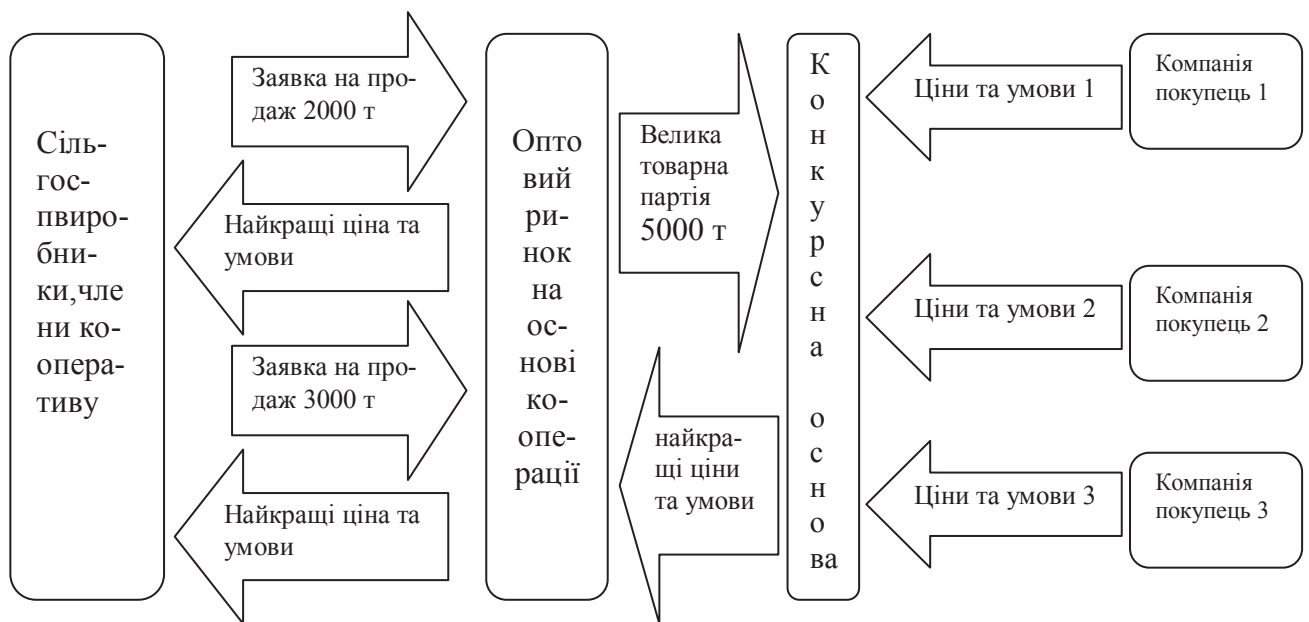 Сіль-
гос-
пвиро-
бни-
ки,чле
ни ко-
опера-
тиву
Заявка на про-
даж 2000 т
Найкращі ціна та
умови
Заявка на про-
даж 3000 т
Найкращі ціна та
умови
Опто
вий
ри-
нок
на
ос-
нові
ко-
опе-
рації
Велика
товарна
партія
5000 т
найкра-
щі ціни
та умови
К
о
н
к
у
р
с
н
а
о
с
н
о
ва
Ціни та умови 1
Ціни та умови 2
Ціни та умови 3
Компанія
покупець 1
Компанія
покупець 2
Компанія
покупець 3